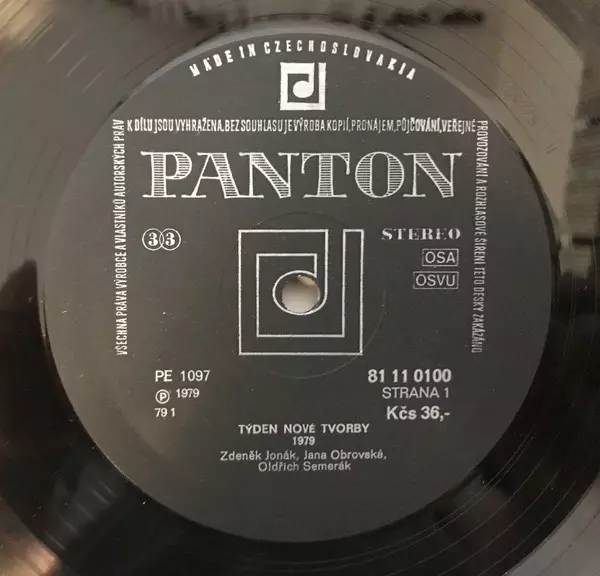 MADE IN CZECHOSLOVAKIA
VŠECHNA PRÁVA VÝROBCE A VLASTNÍKŮ AUTORSKÝCH PRÁV
K DÍLU JSOU VYHRAŽENA. BEZ SOUHLASU JE VÝROBA KOPIÍ, PRONÁJEM, PŮJČOVÁNÍ, VEŘEJNÉ
PROVOZOVÁNÍ A ROZHLASOVÉ ŠÍŘENÍ TÉTO DESKY ZAKÁZÁNO
PANTON
33
STEREO
OSA
OSVU
PE 1097
℗ 1979
79 1
81 11 0100
STRANA 1
Kčs 36,-
TÝDEN NOVÉ TVORBY
1979
Zdeněk Jonák, Jana Obrovská,
Oldřich Semerák